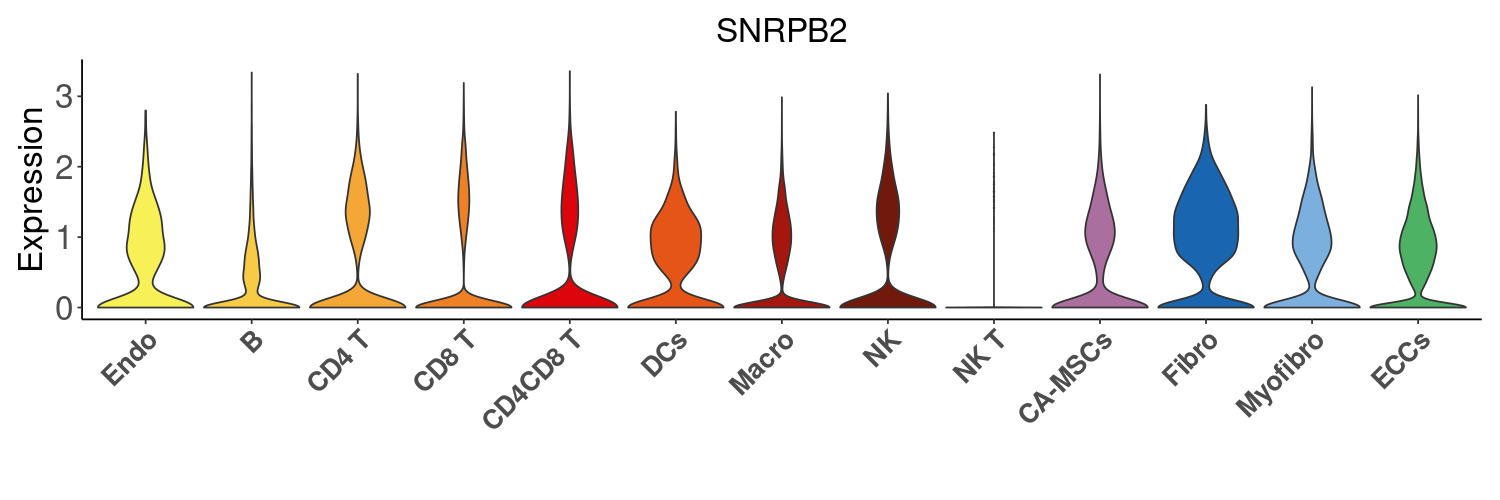 SNRPB2
Expression
3
2
1
0
Endo
B
CD4 T
CD8 T
CD4CD8 T
DCs
Macro
NK
NK T
CA-MSCs
Fibro
Myofibro
ECCs